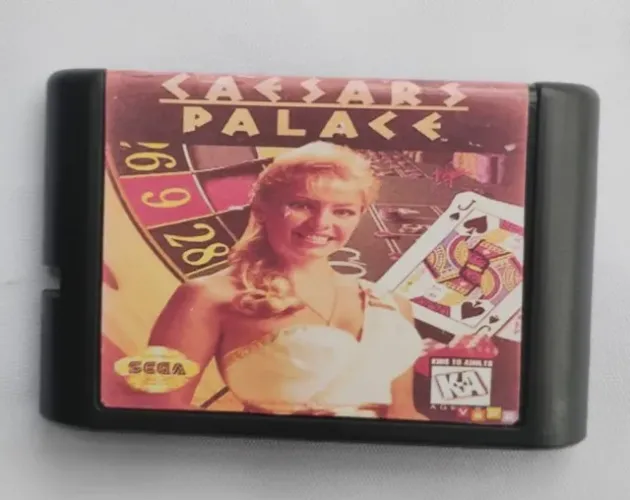 CAESARS
PALACE
9
6
28
J
SEGA
KIDS TO ADULTS
K-A